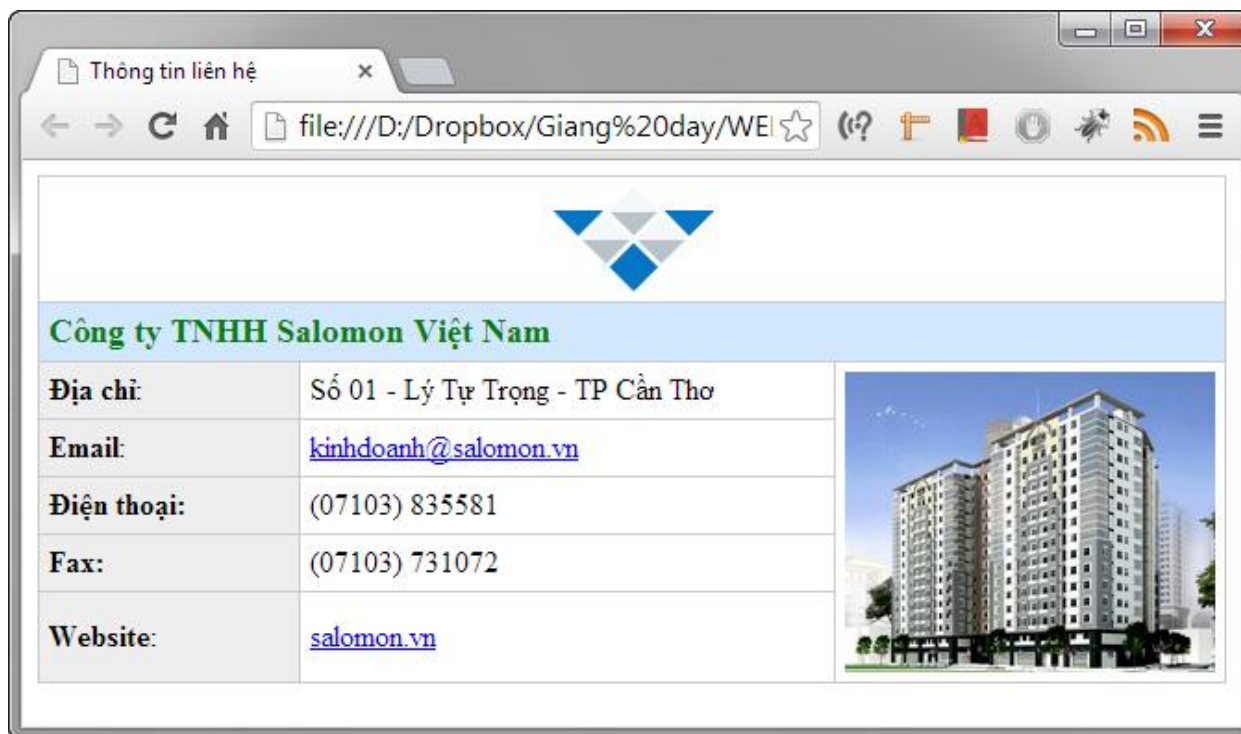 Thông tin liên hệ
file:///D:/Dropbox/Giang%20day/WEI
Công ty TNHH Salomon Việt Nam
Địa chỉ: Số 01 - Lý Tự Trọng - TP Cần Thơ
Email: kinhdoanh@salomon.vn
Điện thoại: (07103) 835581
Fax: (07103) 731072
Website: salomon.vn